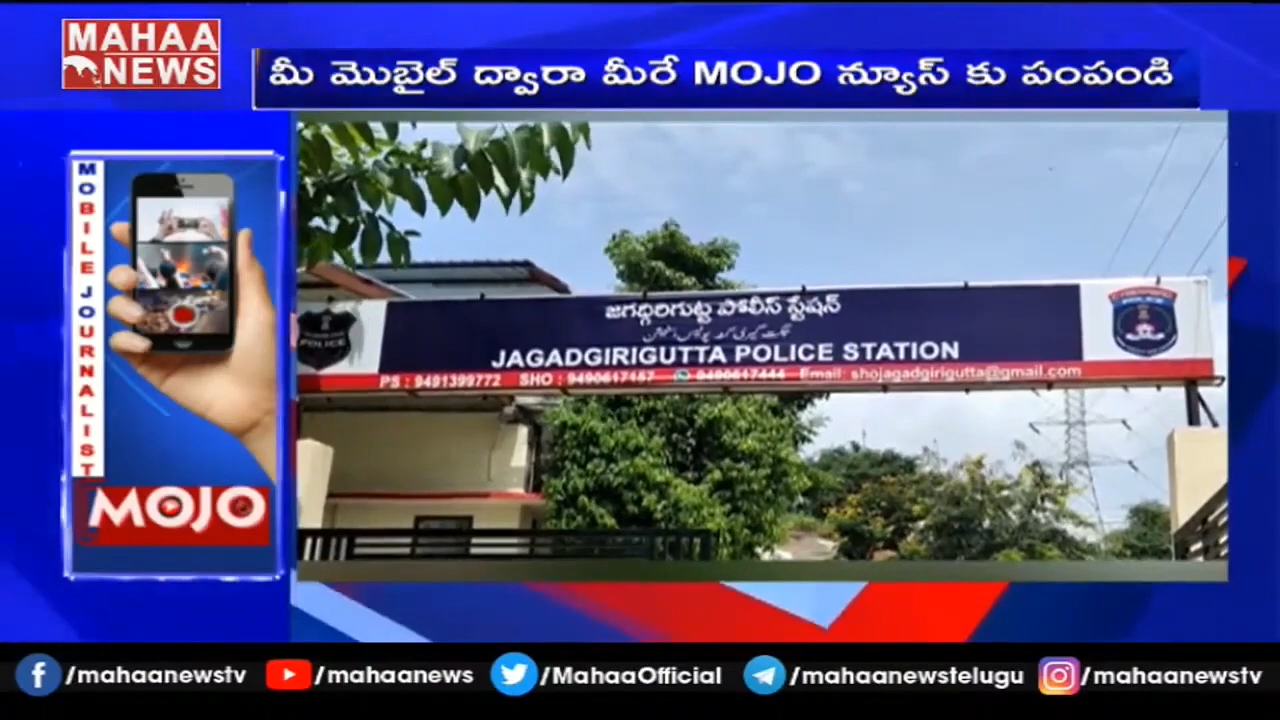 MAHAA
NEWS
మీ మొబైల్ ద్వారా మీరే MOJO న్యూస్ కు పంపండి
MOBILE JOURNALIST
MOJO
జగద్గిరిగుట్ట పోలీస్ స్టేషన్
JAGADGIRIGUTTA POLICE STATION
POLICE
PS : 9491399772 SHO : 9490617157 9490617444 Email: shojagadgirigutta@gmail.com
/mahaanewstv /mahaanews /MahaaOfficial /mahaanewstelugu /mahaanewstv